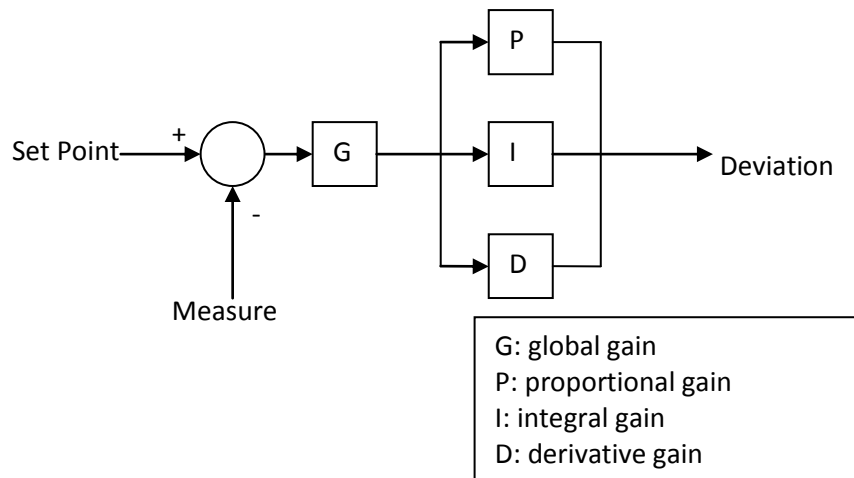 P
+
Set Point
G
I
Deviation
-
D
Measure
G: global gain
P: proportional gain
I: integral gain
D: derivative gain